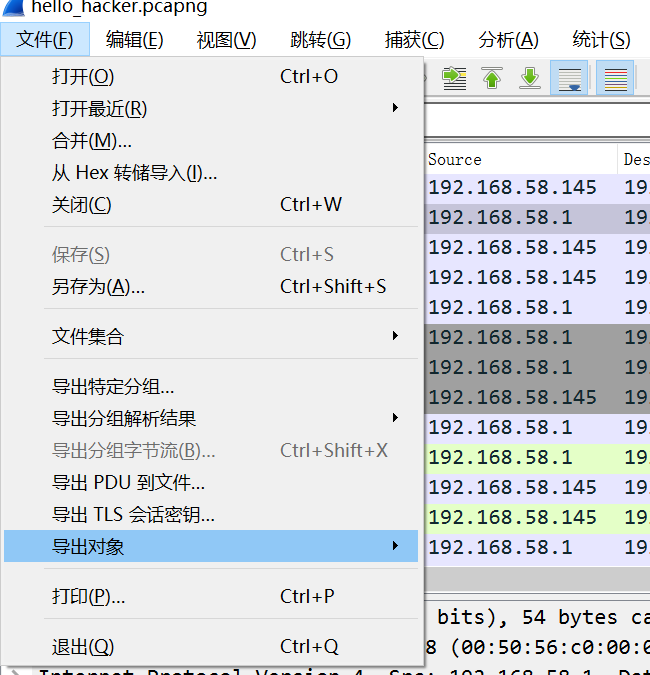 hello_hacker.pcapng
文件(F) 编辑(E) 视图(V) 跳转(G) 捕获(C) 分析(A) 统计(S)
打开(O) Ctrl+O
打开最近(R)
合并(M)...
从 Hex 转储导入(I)...
关闭(C) Ctrl+W
保存(S) Ctrl+S
另存为(A)... Ctrl+Shift+S
文件集合
导出特定分组...
导出分组解析结果
导出分组字节流(B)... Ctrl+Shift+X
导出 PDU 到文件...
导出 TLS 会话密钥...
导出对象
打印(P)... Ctrl+P
退出(Q) Ctrl+Q
Source Des
192.168.58.145 19
192.168.58.1 19
192.168.58.145 19
192.168.58.145 19
192.168.58.1 19
192.168.58.1 19
192.168.58.1 19
192.168.58.145 19
192.168.58.1 19
192.168.58.1 19
192.168.58.145 19
192.168.58.145 19
192.168.58.1 19
bits), 54 bytes ca
8 (00:50:56:c0:00:0
Internet Protocol Version 4, Src: 192.168.58.1, Dst